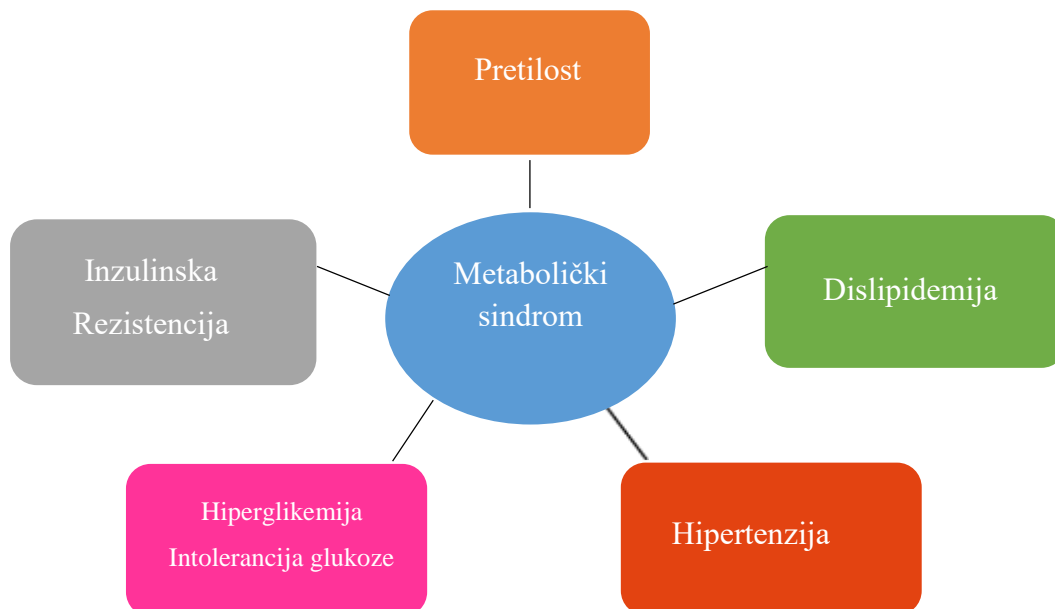 Pretilost
Inzulinska
Rezistencija
Metabolički
sindrom
Dislipidemija
Hiperglikemija
Intolerancija glukoze
Hipertenzija